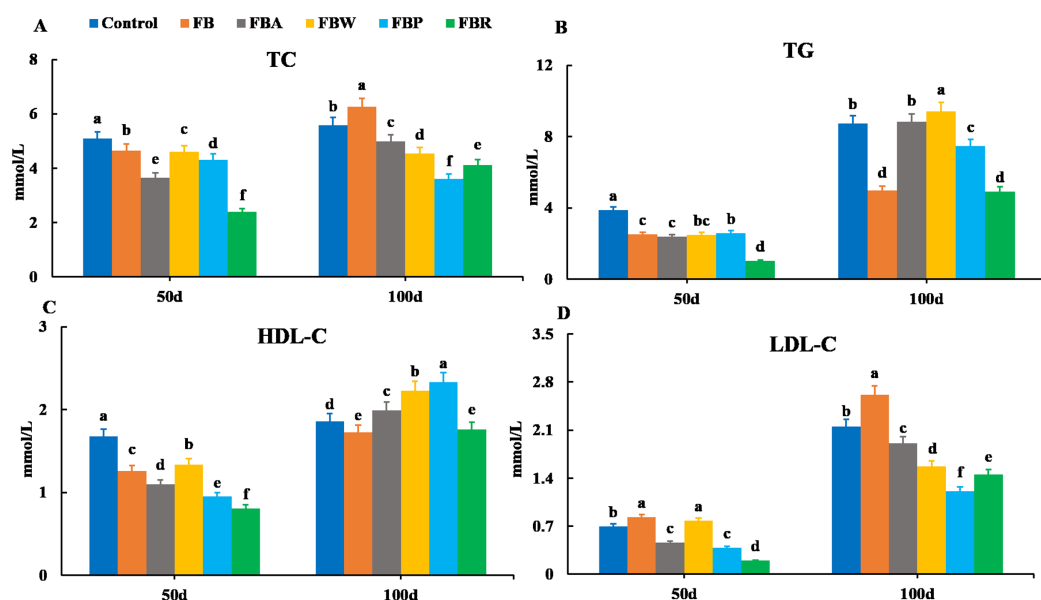 A
Control FB FBA FBW FBP FBR
TC
mmol/L
8
6
4
2
0
a b e c d f
b a c d f e
50d 100d
B
TG
mmol/L
12
8
4
0
a c c bc b d
b d b a c d
50d 100d
C
HDL-C
mmol/L
3
2
1
0
a c d b e f
d e c b a e
50d 100d
D
LDL-C
mmol/L
3.5
2.8
2.1
1.4
0.7
0
b a c a c d
b a c d f e
50d 100d